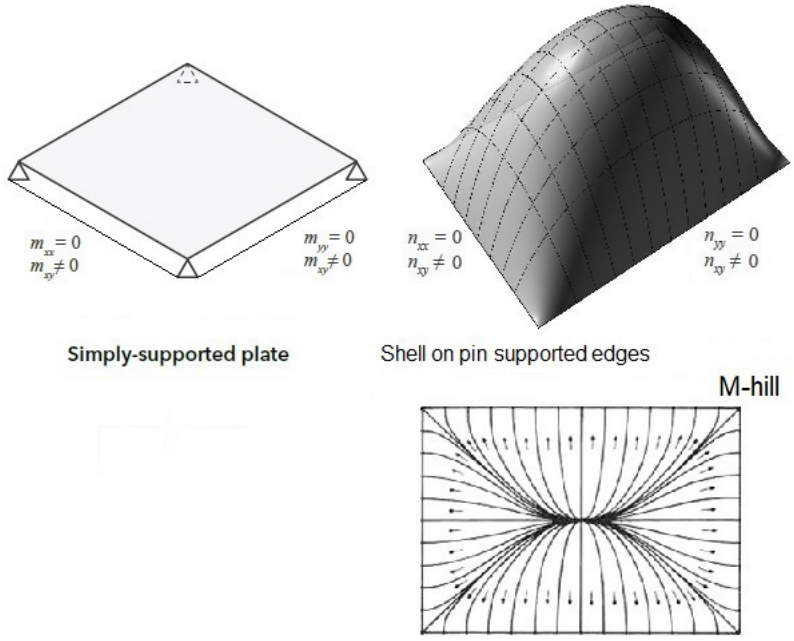 m_xx = 0
m_xy ≠ 0
m_yy = 0
m_xy ≠ 0
n_xx = 0
n_xy ≠ 0
n_yy = 0
n_xy ≠ 0
Simply-supported plate
Shell on pin supported edges
M-hill